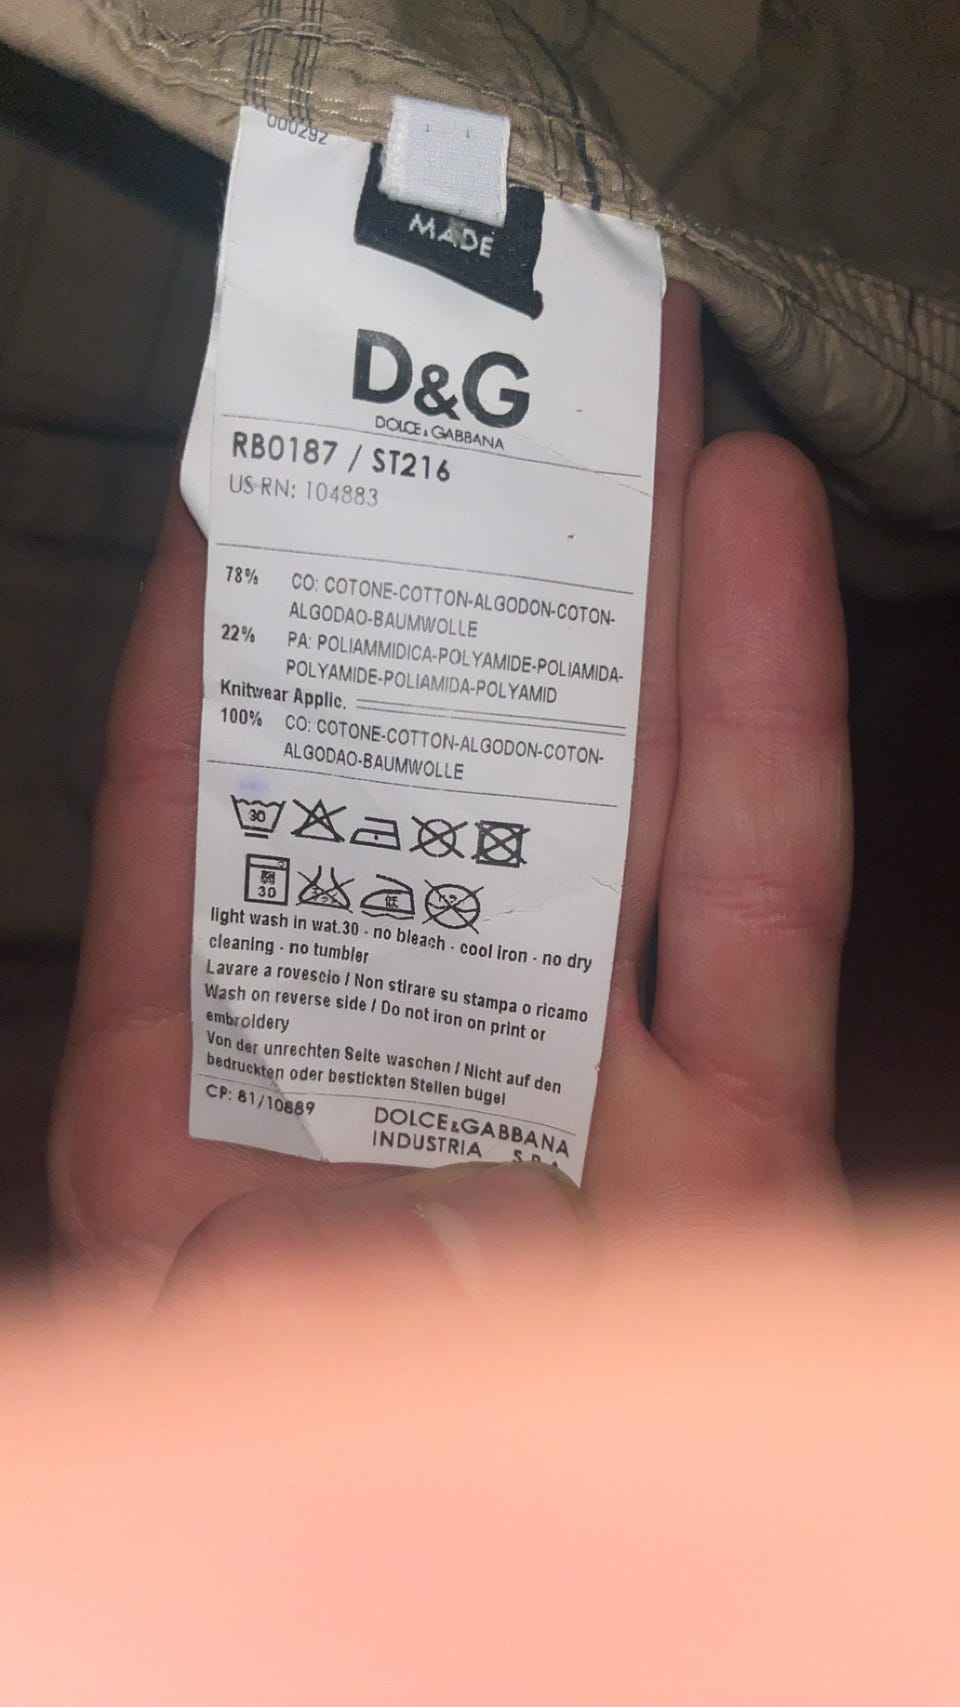 000292
MADE
D&G
DOLCE & GABBANA
RB0187 / ST216
US RN: 104883
78% CO: COTONE-COTTON-ALGODON-COTON-
ALGODAO-BAUMWOLLE
22% PA: POLIAMMIDICA-POLYAMIDE-POLIAMIDA-
POLYAMIDE-POLIAMIDA-POLYAMID
Knitwear Applic.
100% CO: COTONE-COTTON-ALGODON-COTON-
ALGODAO-BAUMWOLLE
30
30 低
light wash in wat.30 - no bleach - cool iron - no dry
cleaning - no tumbler
Lavare a rovescio / Non stirare su stampa o ricamo
Wash on reverse side / Do not iron on print or
embroidery
Von der unrechten Seite waschen / Nicht auf den
bedruckten oder bestickten Stellen bügel
CP: 81/10889
DOLCE&GABBANA
INDUSTRIA